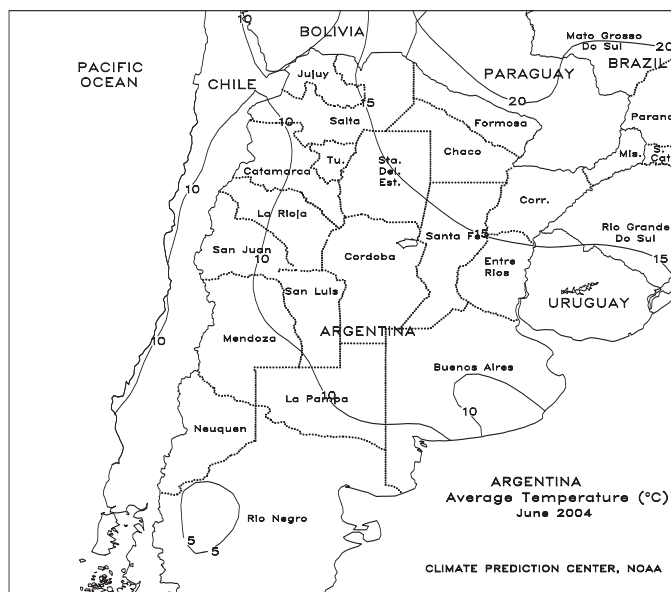 10
BOLIVIA
Mato Grosso
Do Sul
20
BRAZIL
PACIFIC
OCEAN
CHILE
Jujuy
PARAGUAY
15
20
10
Salta
Formosa
Parana
Chaco
Tu.
Sta.
Del.
Est.
Mis.
S.
Cat
Catamarca
10
La Rioja
Corr.
Rio Grande
Do Sul
San Juan
10
Cordoba
Santa Fe
15
15
Entre
Rios
San Luis
URUGUAY
ARGENTINA
Mendoza
10
Buenos Aires
La Pampa
10
10
Neuquen
ARGENTINA
Average Temperature (°C)
June 2004
Rio Negro
5
5
CLIMATE PREDICTION CENTER, NOAA